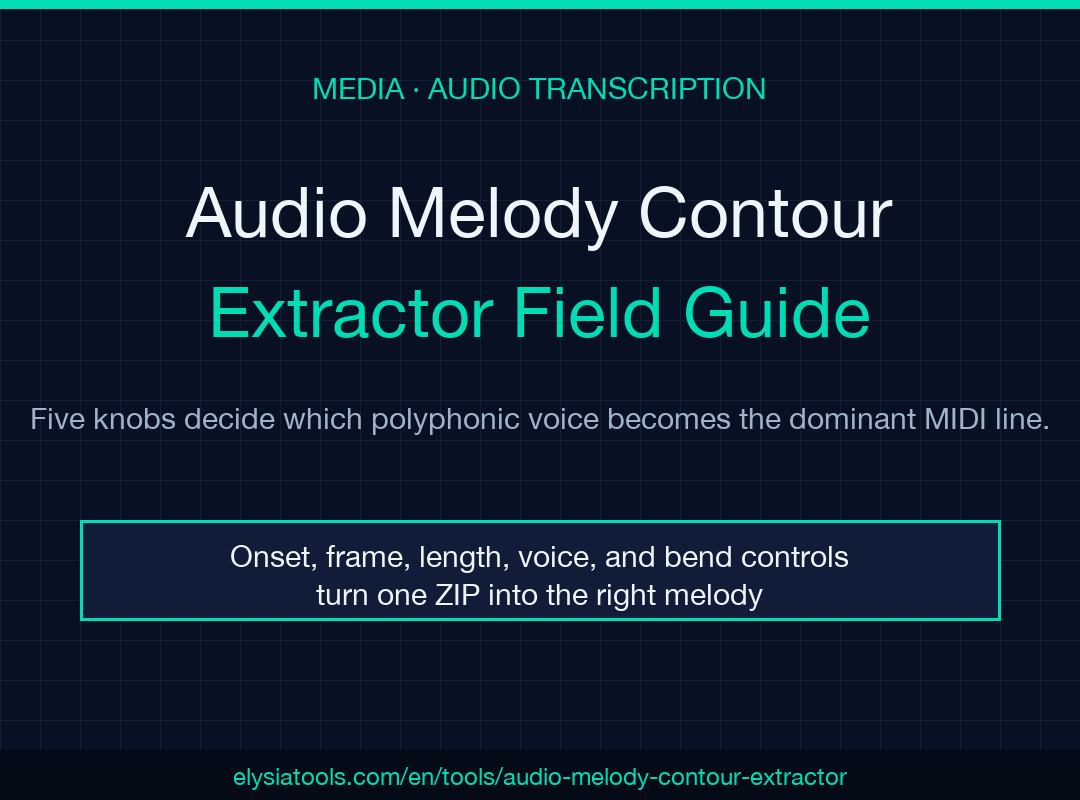 MEDIA · AUDIO TRANSCRIPTION
Audio Melody Contour
Extractor Field Guide
Five knobs decide which polyphonic voice becomes the dominant MIDI line.
Onset, frame, length, voice, and bend controls
turn one ZIP into the right melody
elysiatools.com/en/tools/audio-melody-contour-extractor